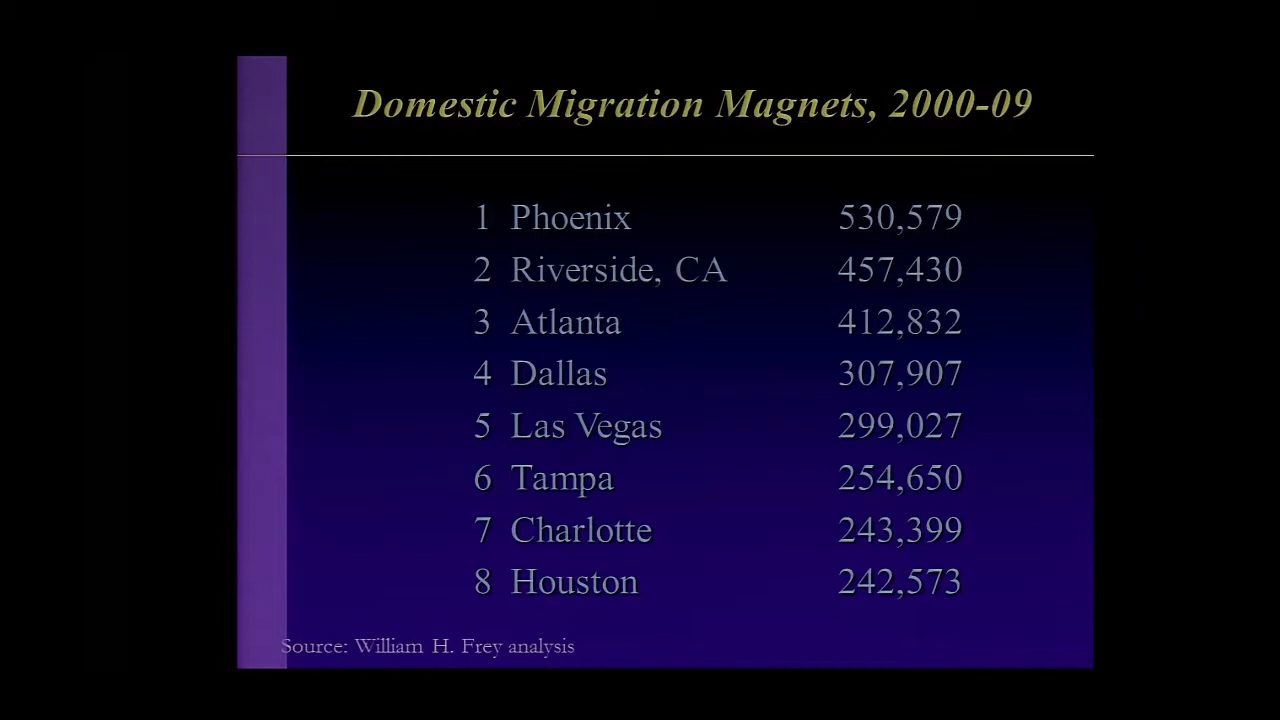 Domestic Migration Magnets, 2000-09
1 Phoenix 530,579
2 Riverside, CA 457,430
3 Atlanta 412,832
4 Dallas 307,907
5 Las Vegas 299,027
6 Tampa 254,650
7 Charlotte 243,399
8 Houston 242,573
Source: William H. Frey analysis